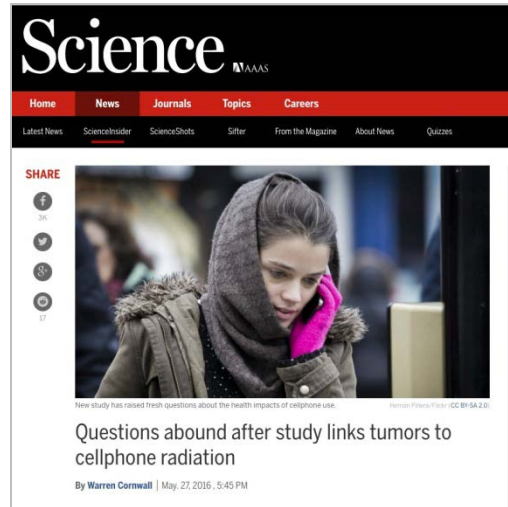 Science AAAS
Home News Journals Topics Careers
Latest News ScienceInsider ScienceShots Sifter From the Magazine About News Quizzes
SHARE
3K
17
New study has raised fresh questions about the health impacts of cellphone use. Hernán Piñera/Flickr (CC BY-SA 2.0)
Questions abound after study links tumors to
cellphone radiation
By Warren Cornwall | May. 27, 2016 , 5:45 PM